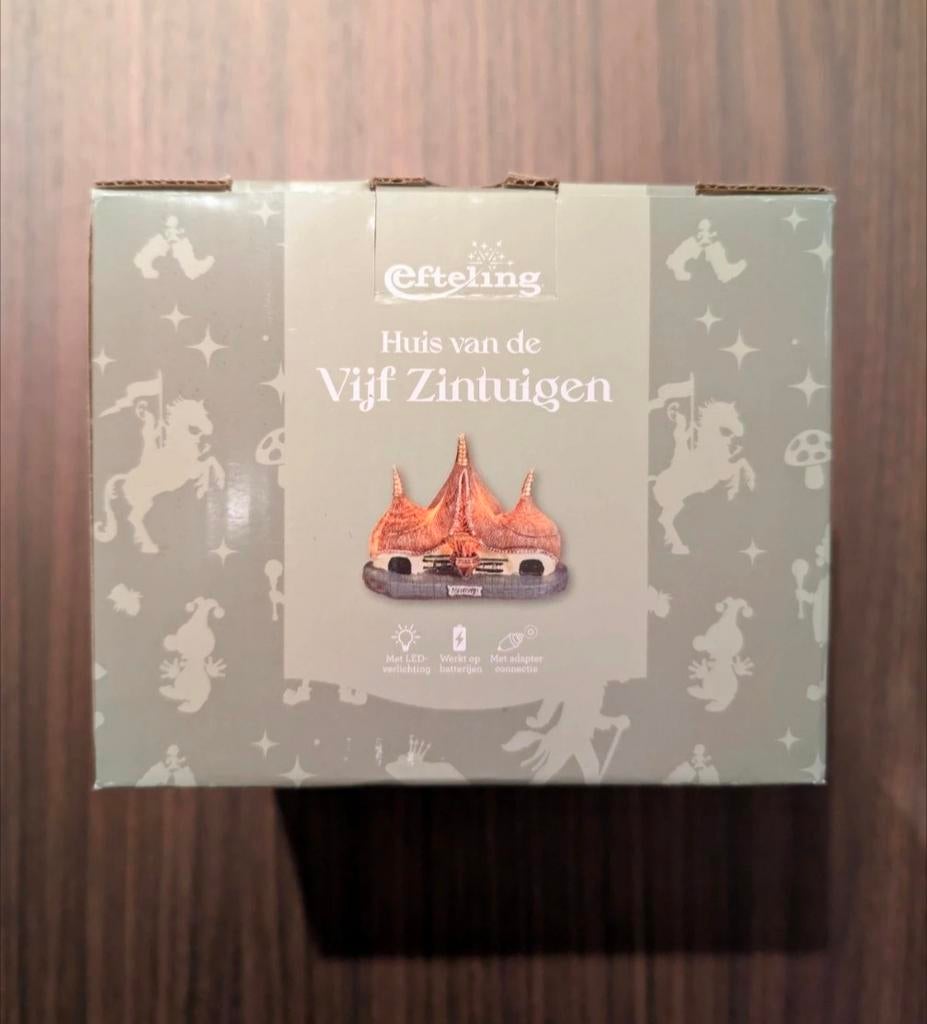 efteling
Huis van de
Vijf Zintuigen
Met LED-
verlichting
Werkt op
batterijen
Met adapter
connectie